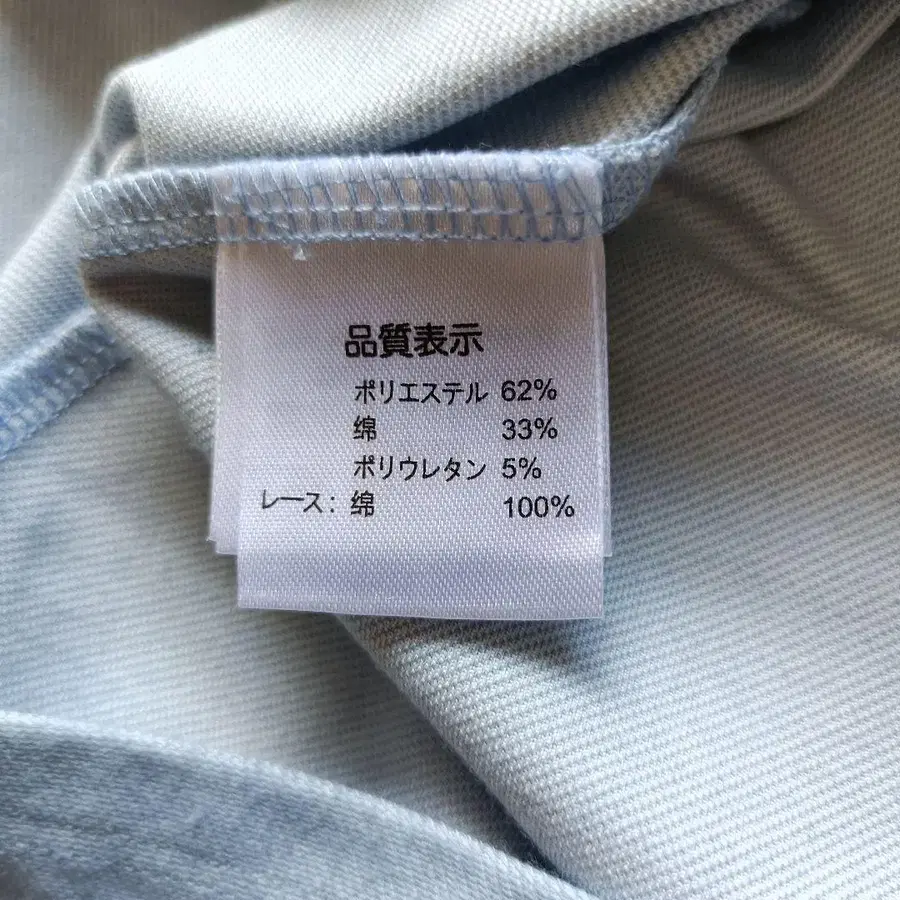 品質表示
ポリエステル 62%
绵 33%
ポリウレタン 5%
レース: 绵 100%